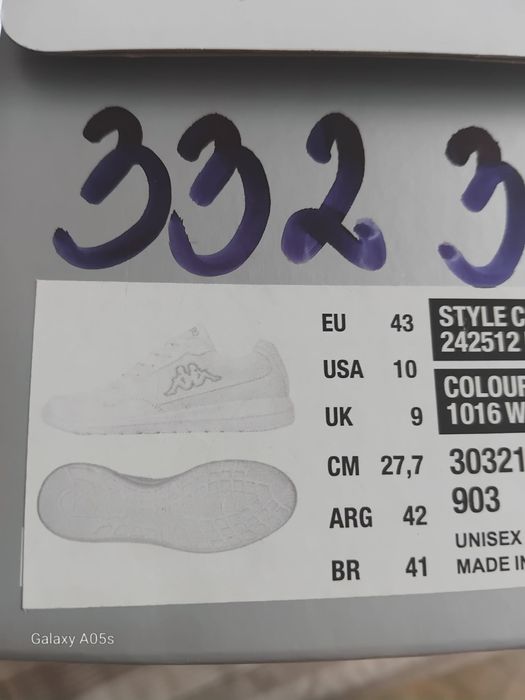 3323
EU 43
USA 10
UK 9
CM 27,7
ARG 42
BR 41
STYLE C
242512
COLOUR
1016 W
30321
903
UNISEX
MADE IN
Galaxy A05s